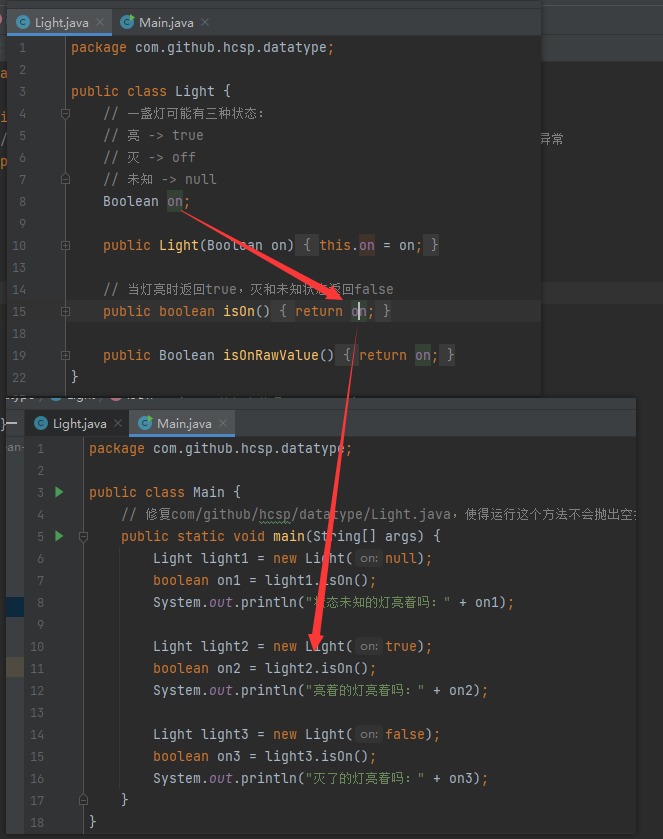 Light.java × Main.java ×
1 package com.github.hcsp.datatype;
2
3 public class Light {
4 // 一盏灯可能有三种状态:
5 // 亮 -> true
6 // 灭 -> off
7 // 未知 -> null
8 Boolean on;
9
10 public Light(Boolean on) { this.on = on; }
13
14 // 当灯亮时返回true，灭和未知状态返回false
15 public boolean isOn() { return on; }
18
19 public Boolean isOnRawValue() { return on; }
22 }
异常
Light.java × Main.java ×
1 package com.github.hcsp.datatype;
2
3 public class Main {
4 // 修复com/github/hcsp/datatype/Light.java，使得运行这个方法不会抛出空
5 public static void main(String[] args) {
6 Light light1 = new Light( on: null);
7 boolean on1 = light1.isOn();
8 System.out.println("状态未知的灯亮着吗：" + on1);
9
10 Light light2 = new Light( on: true);
11 boolean on2 = light2.isOn();
12 System.out.println("亮着的灯亮着吗：" + on2);
13
14 Light light3 = new Light( on: false);
15 boolean on3 = light3.isOn();
16 System.out.println("灭了的灯亮着吗：" + on3);
17 }
18 }